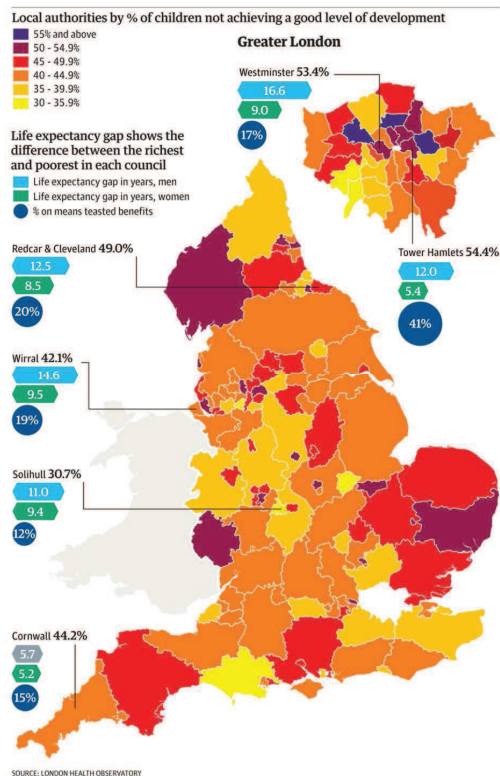 Local authorities by % of children not achieving a good level of development
55% and above
50 - 54.9%
45 - 49.9%
40 - 44.9%
35 - 39.9%
30 - 35.9%
Greater London
Westminster 53.4%
16.6
9.0
17%
Life expectancy gap shows the
difference between the richest
and poorest in each council
Life expectancy gap in years, men
Life expectancy gap in years, women
% on means teasted benefits
Redcar & Cleveland 49.0%
12.5
8.5
20%
Tower Hamlets 54.4%
12.0
5.4
41%
Wirral 42.1%
14.6
9.5
19%
Solihull 30.7%
11.0
9.4
12%
Cornwall 44.2%
5.7
5.2
15%
SOURCE: LONDON HEALTH OBSERVATORY